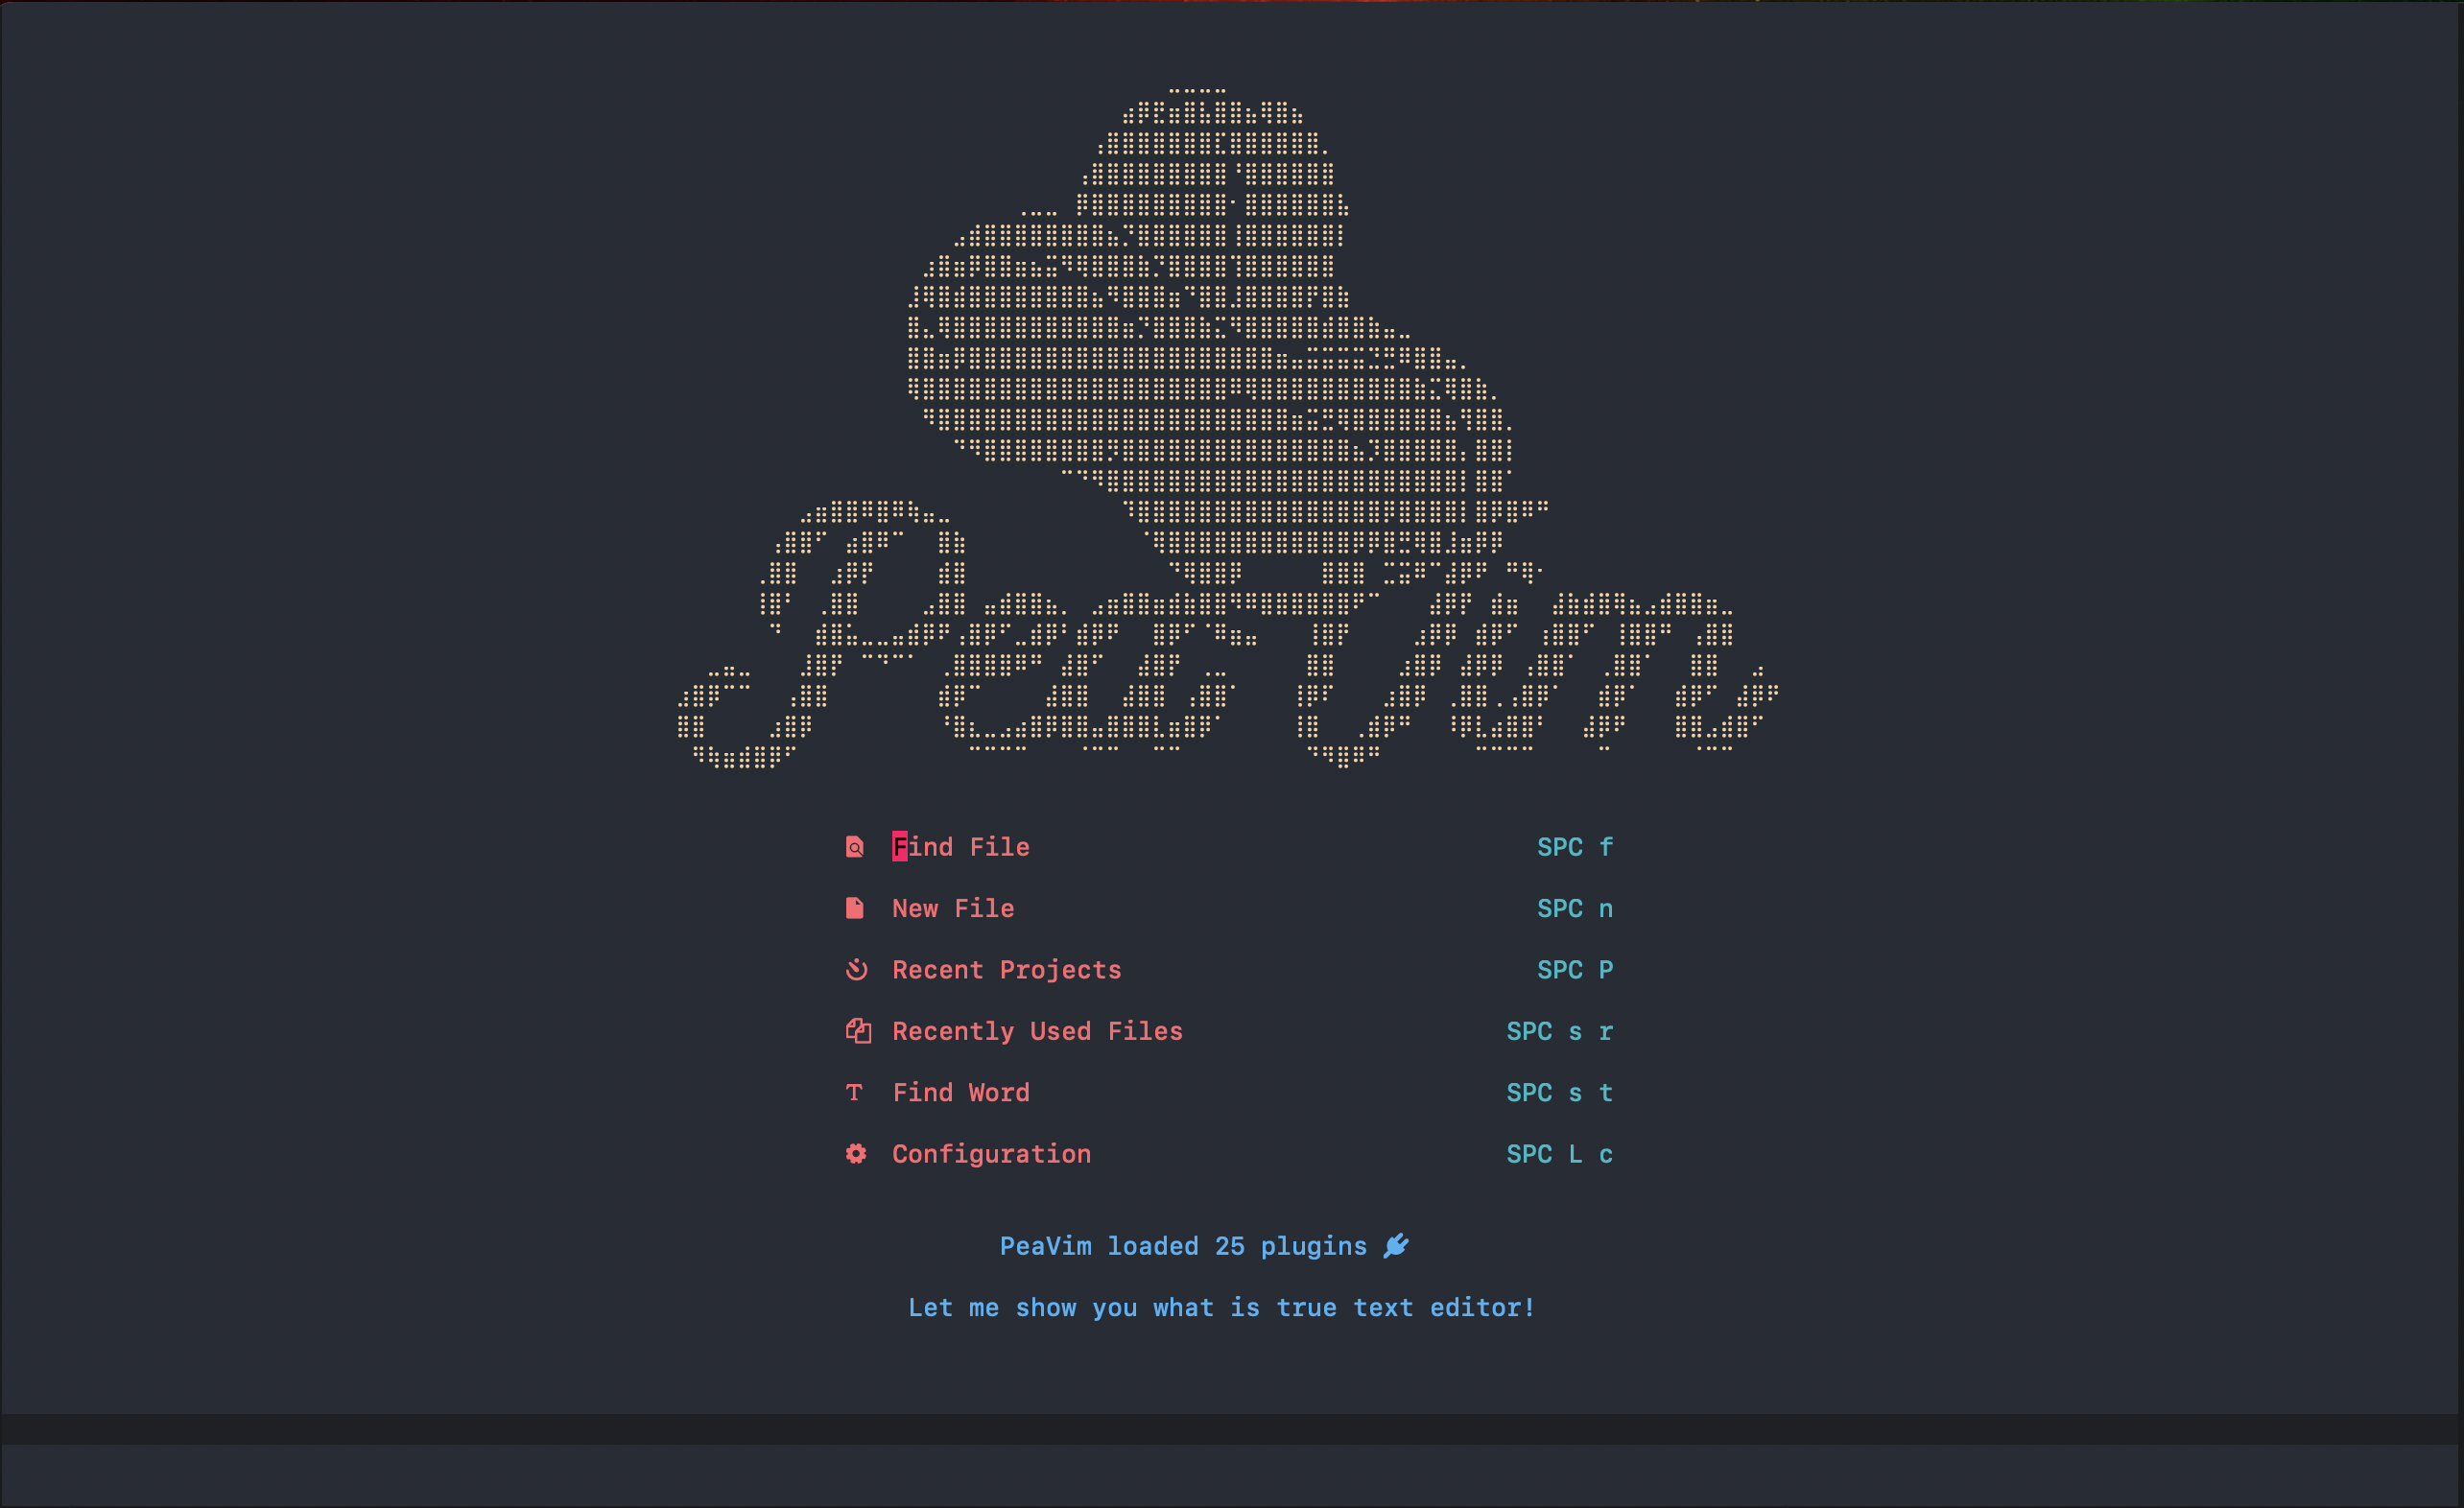 PeaVim
Find File SPC f
New File SPC n
Recent Projects SPC P
Recently Used Files SPC s r
Find Word SPC s t
Configuration SPC L c
PeaVim loaded 25 plugins
Let me show you what is true text editor!